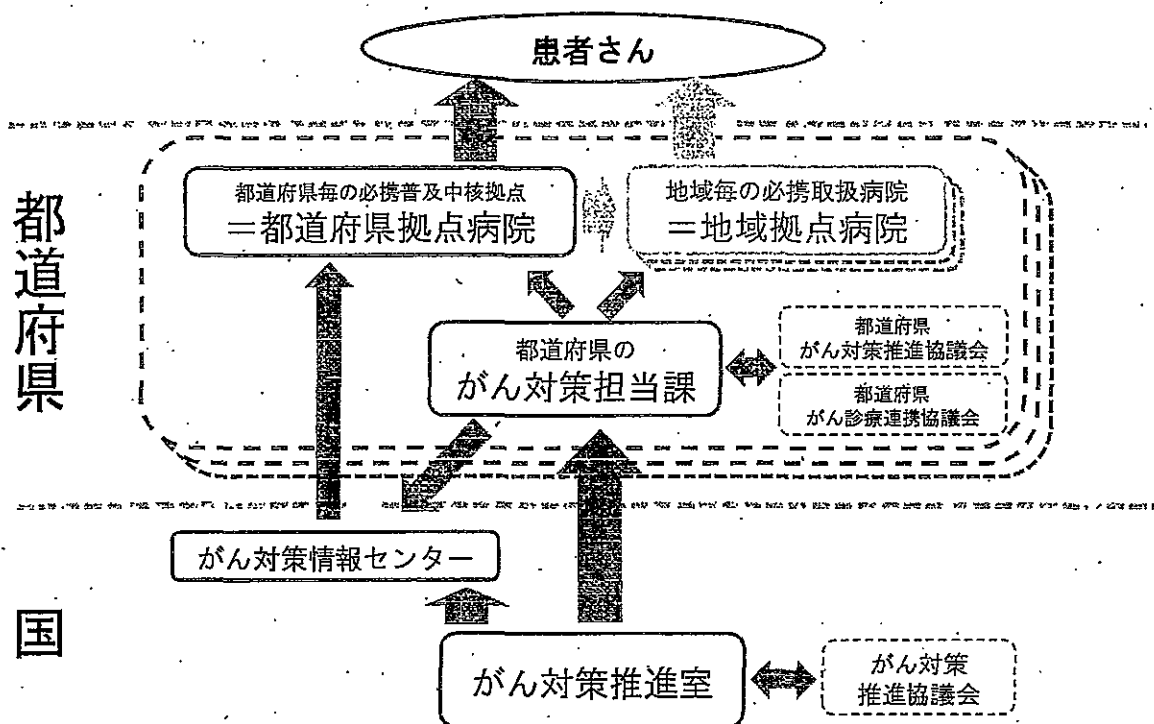 患者さん
都道府県
都道府県毎の必携普及中核拠点
＝都道府県拠点病院
地域毎の必携取扱病院
＝地域拠点病院
都道府県の
がん対策担当課
都道府県
がん対策推進協議会
都道府県
がん診療連携協議会
国
がん対策情報センター
がん対策推進室
がん対策
推進協議会